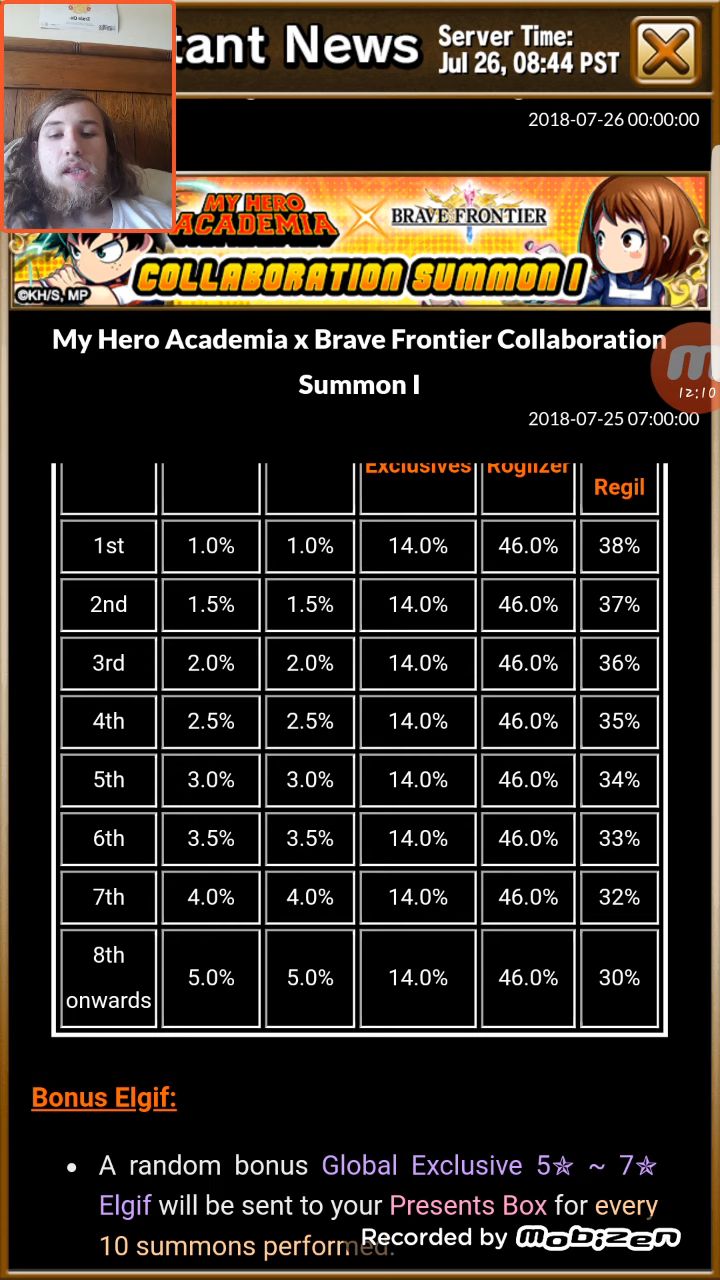 tant News
Server Time:
Jul 26, 08:44 PST
2018-07-26 00:00:00
MY HERO ACADEMIA
BRAVE FRONTIER
COLLABORATION SUMMON I
©KH/S, MP
My Hero Academia x Brave Frontier Collaboration
Summon I
12:10
2018-07-25 07:00:00
Exclusives Roglizer
Regil
1st 1.0% 1.0% 14.0% 46.0% 38%
2nd 1.5% 1.5% 14.0% 46.0% 37%
3rd 2.0% 2.0% 14.0% 46.0% 36%
4th 2.5% 2.5% 14.0% 46.0% 35%
5th 3.0% 3.0% 14.0% 46.0% 34%
6th 3.5% 3.5% 14.0% 46.0% 33%
7th 4.0% 4.0% 14.0% 46.0% 32%
8th
onwards 5.0% 5.0% 14.0% 46.0% 30%
Bonus Elgif:
• A random bonus Global Exclusive 5✯ ~ 7✯
Elgif will be sent to your Presents Box for every
10 summons performed.
Recorded by Mobizen